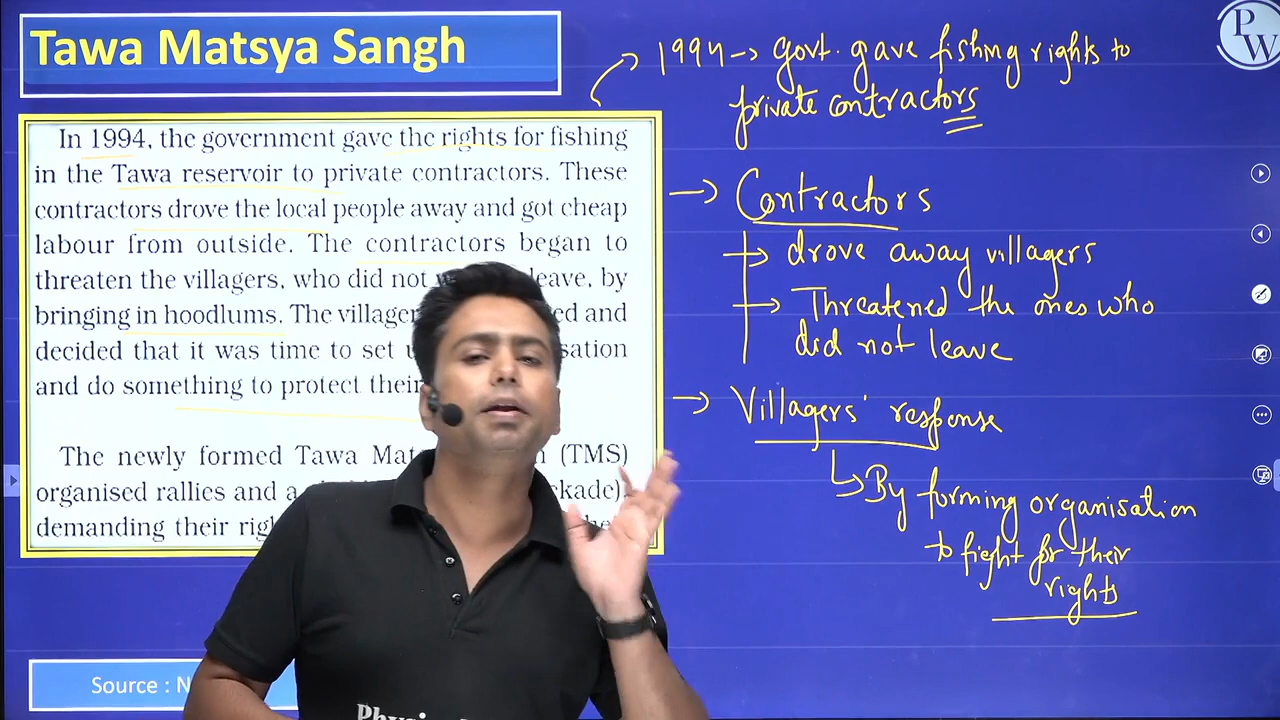 Tawa Matsya Sangh
In 1994, the government gave the rights for fishing
in the Tawa reservoir to private contractors. These
contractors drove the local people away and got cheap
labour from outside. The contractors began to
threaten the villagers, who did not leave, by
bringing in hoodlums. The and
decided that it was time to set
and do something to protect their
The newly formed Tawa (TMS)
organised rallies and a
demanding their
Source :
1994 -> govt. gave fishing rights to
private contractors
-> Contractors
-> drove away villagers
-> Threatened the ones who
did not leave
-> Villagers' response
By forming organisation
to fight for their
rights
PW